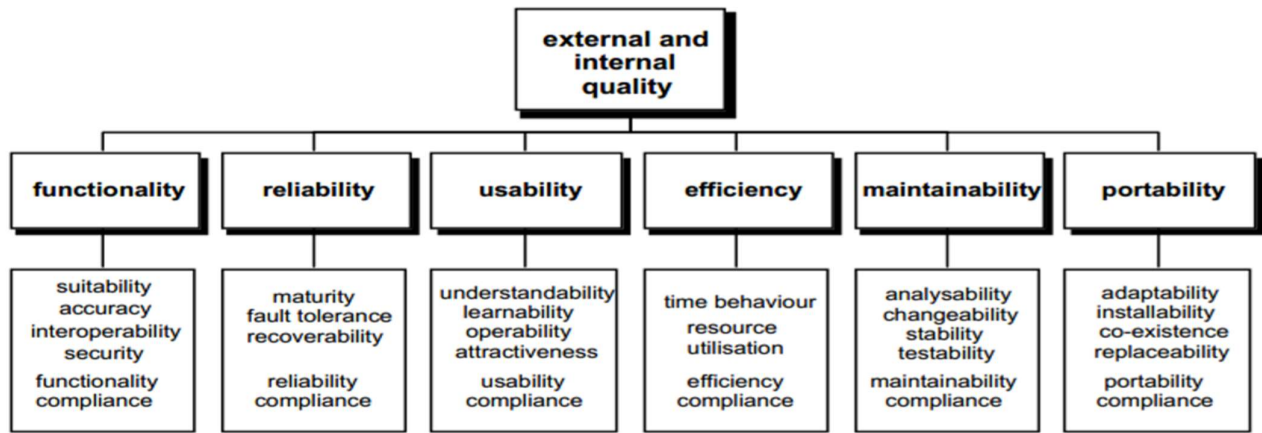 external and
internal
quality
functionality
reliability
usability
efficiency
maintainability
portability
suitability
accuracy
interoperability
security
functionality
compliance
maturity
fault tolerance
recoverability
reliability
compliance
understandability
learnability
operability
attractiveness
usability
compliance
time behaviour
resource
utilisation
efficiency
compliance
analysability
changeability
stability
testability
maintainability
compliance
adaptability
installability
co-existence
replaceability
portability
compliance